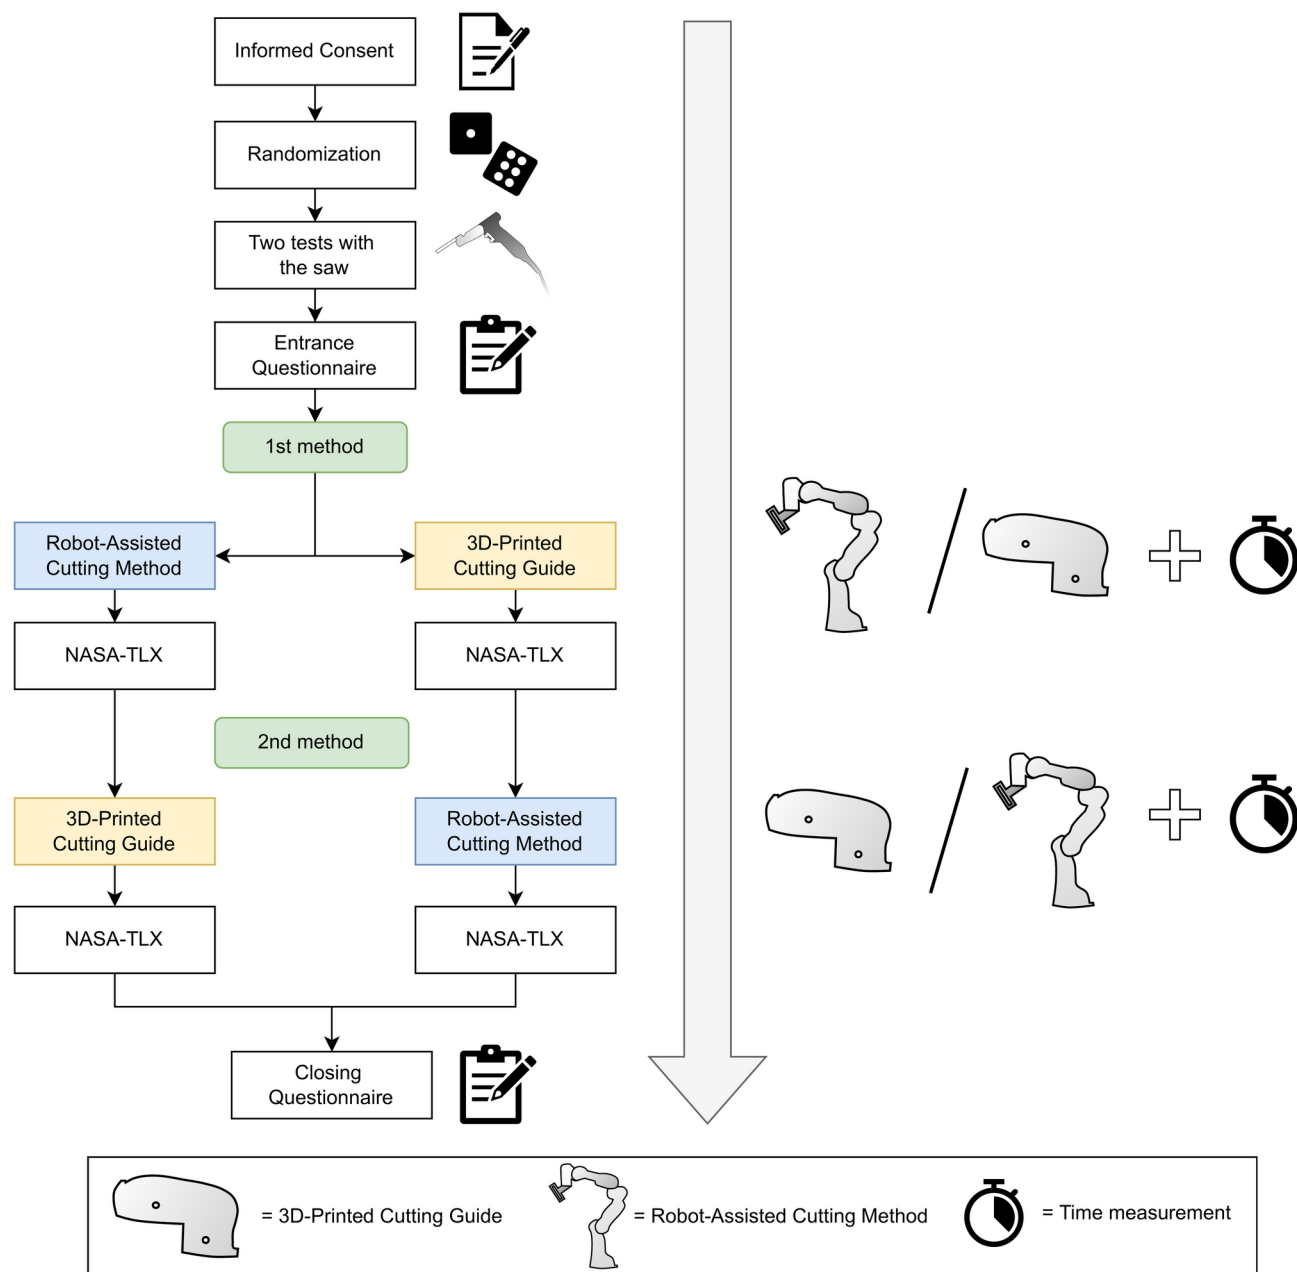 Informed Consent
Randomization
Two tests with
the saw
Entrance
Questionnaire
1st method
Robot-Assisted
Cutting Method
3D-Printed
Cutting Guide
NASA-TLX
NASA-TLX
2nd method
3D-Printed
Cutting Guide
Robot-Assisted
Cutting Method
NASA-TLX
NASA-TLX
Closing
Questionnaire
= 3D-Printed Cutting Guide
= Robot-Assisted Cutting Method
= Time measurement